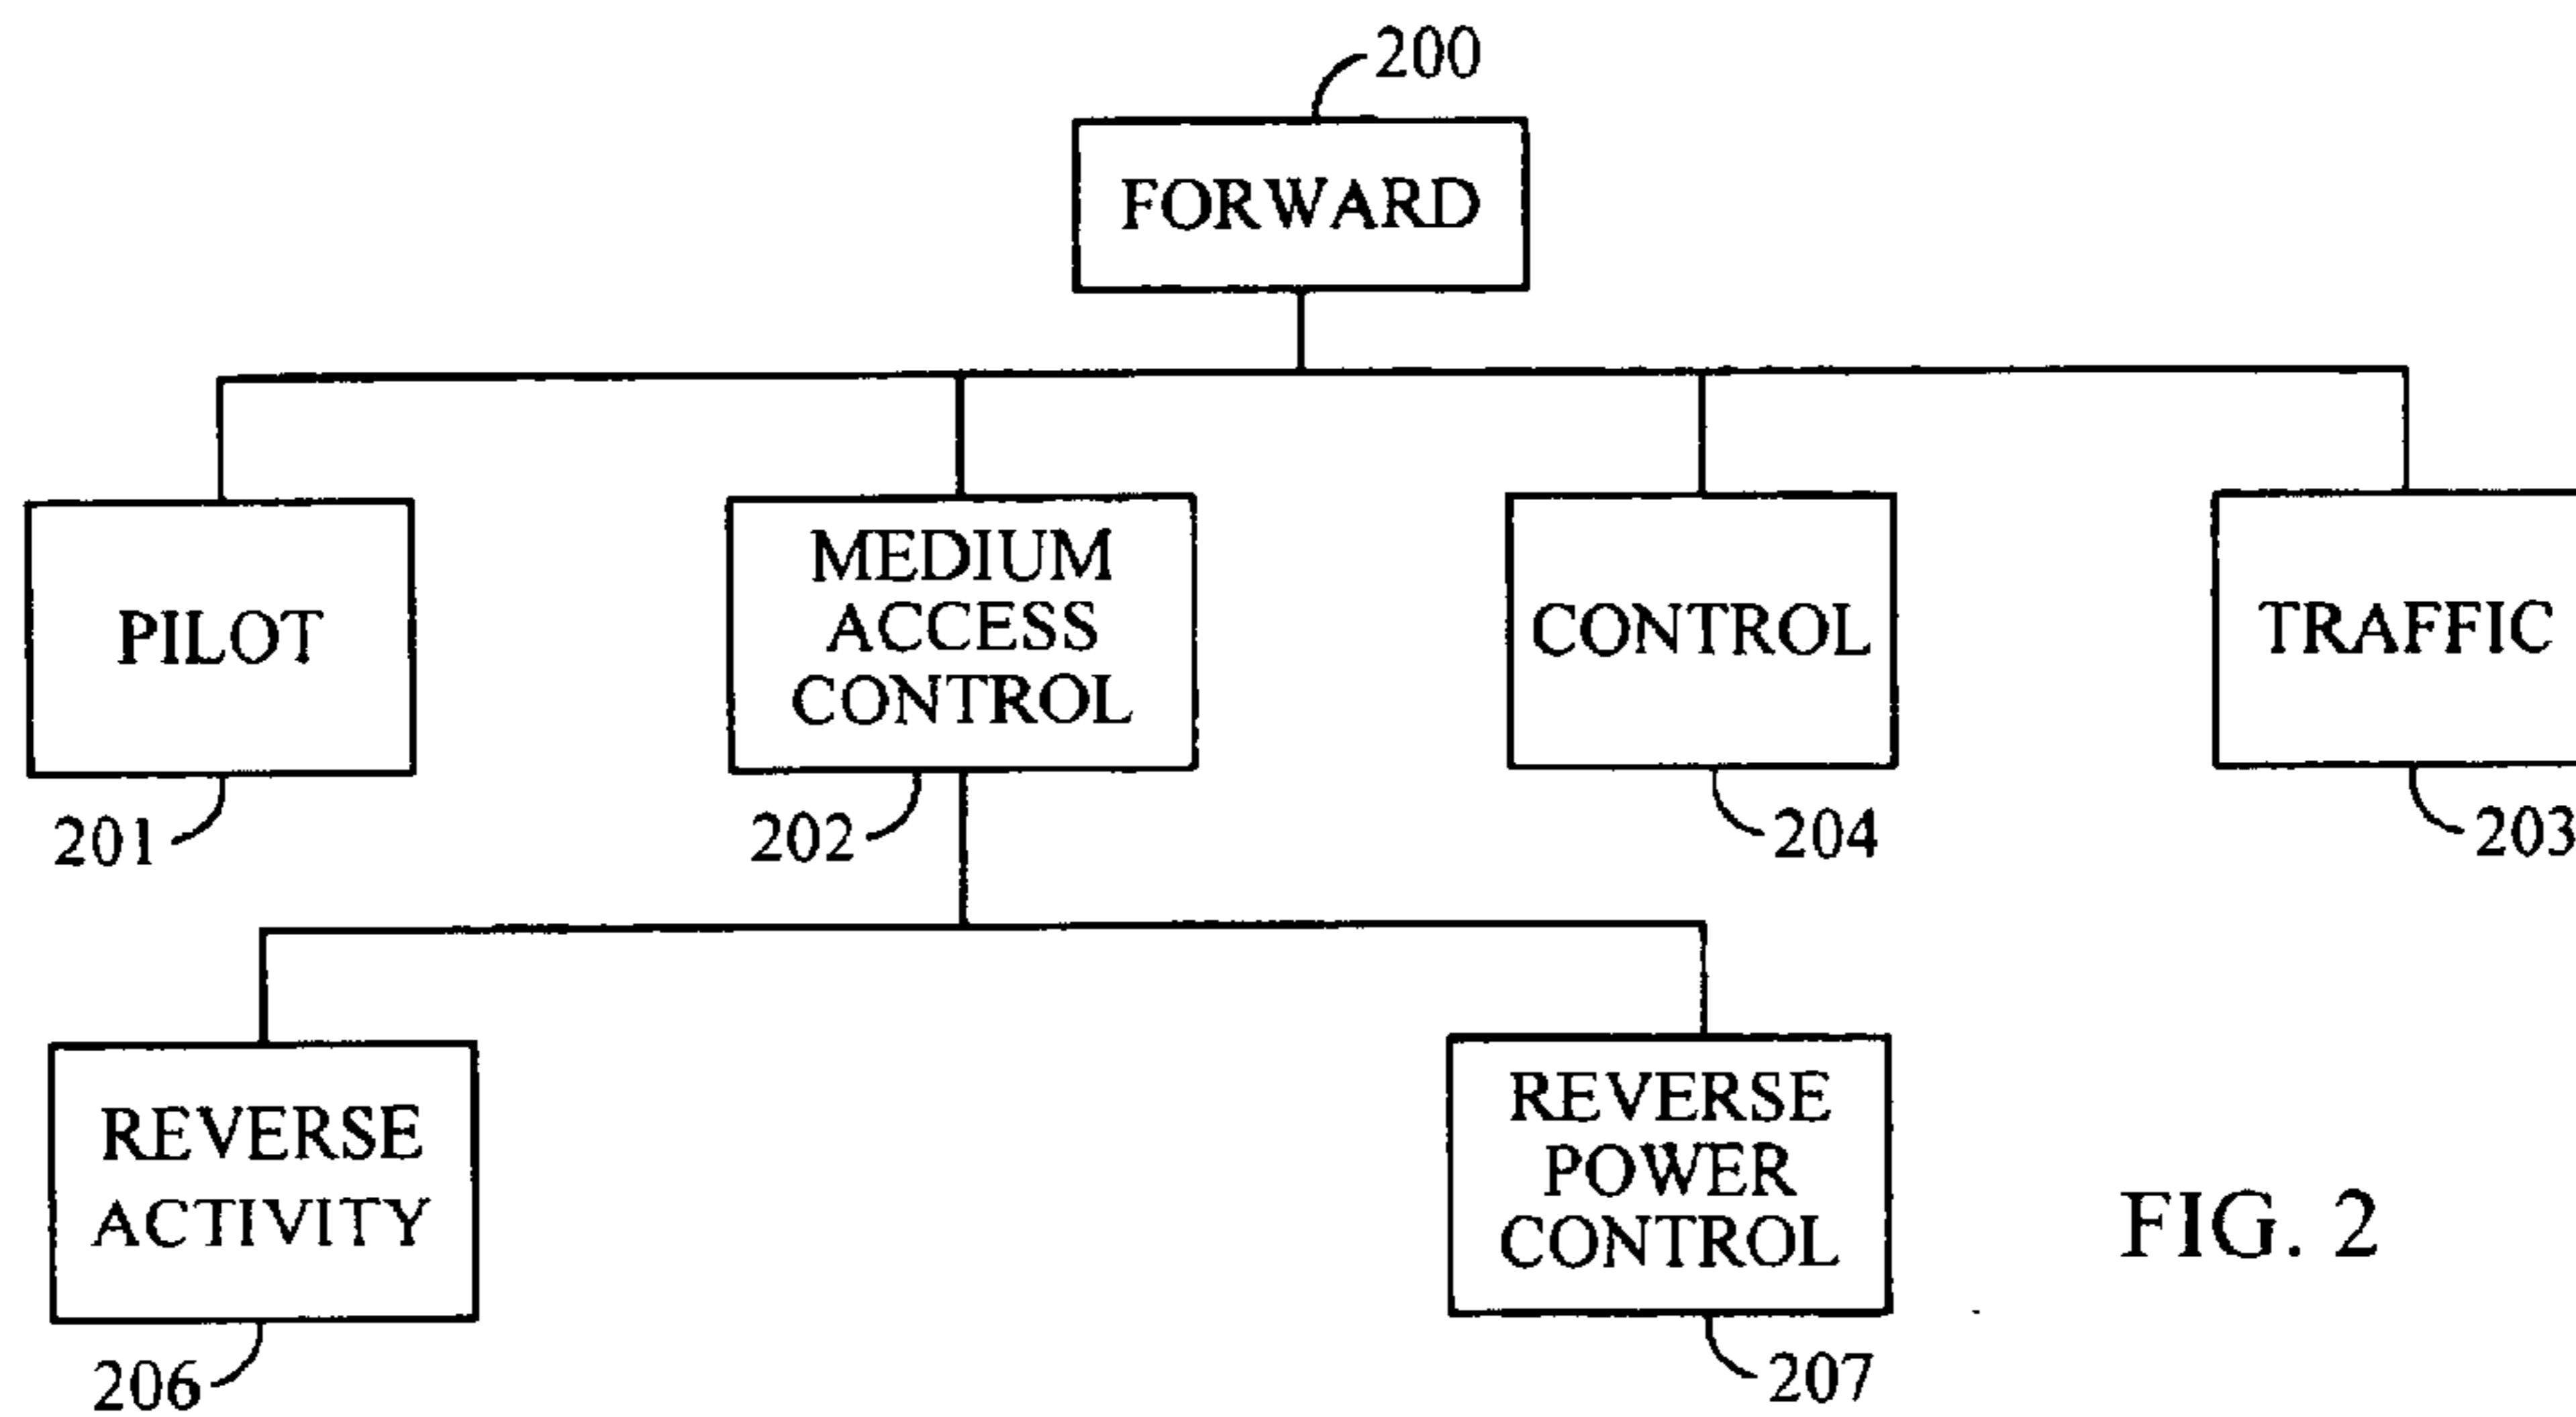 200
FORWARD
PILOT
MEDIUM
ACCESS
CONTROL
CONTROL
TRAFFIC
201
202
204
203
REVERSE
ACTIVITY
REVERSE
POWER
CONTROL
206
207
FIG. 2